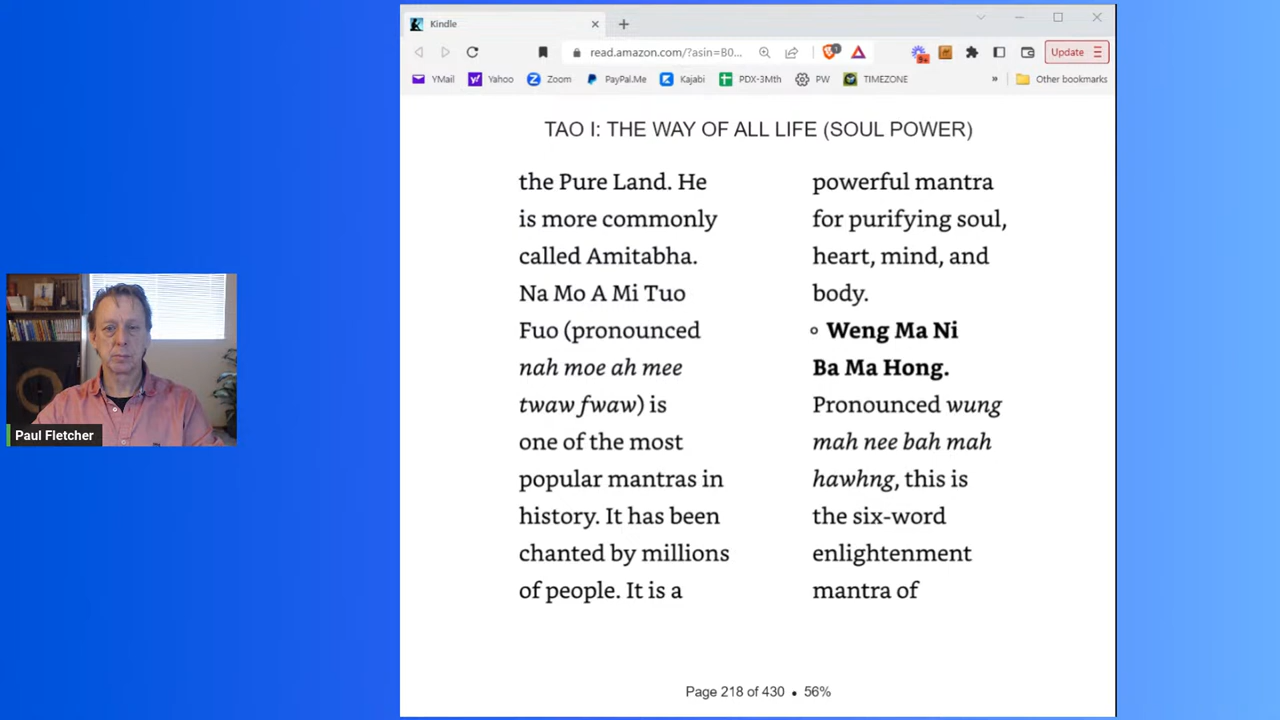 Kindle
read.amazon.com/?asin=B0...
Update
YMail
Yahoo
Zoom
PayPal.Me
Kajabi
PDX-3Mth
PW
TIMEZONE
»
Other bookmarks
TAO I: THE WAY OF ALL LIFE (SOUL POWER)
the Pure Land. He
is more commonly
called Amitabha.
Na Mo A Mi Tuo
Fuo (pronounced
nah moe ah mee
twaw fwaw) is
one of the most
popular mantras in
history. It has been
chanted by millions
of people. It is a
powerful mantra
for purifying soul,
heart, mind, and
body.
◦ Weng Ma Ni
Ba Ma Hong.
Pronounced wung
mah nee bah mah
hawhng, this is
the six-word
enlightenment
mantra of
Page 218 of 430 • 56%
Paul Fletcher